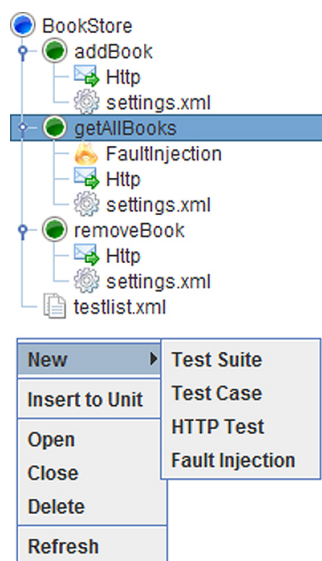 BookStore
addBook
Http
settings.xml
getAllBooks
FaultInjection
Http
settings.xml
removeBook
Http
settings.xml
testlist.xml
New
Insert to Unit
Open
Close
Delete
Refresh
Test Suite
Test Case
HTTP Test
Fault Injection